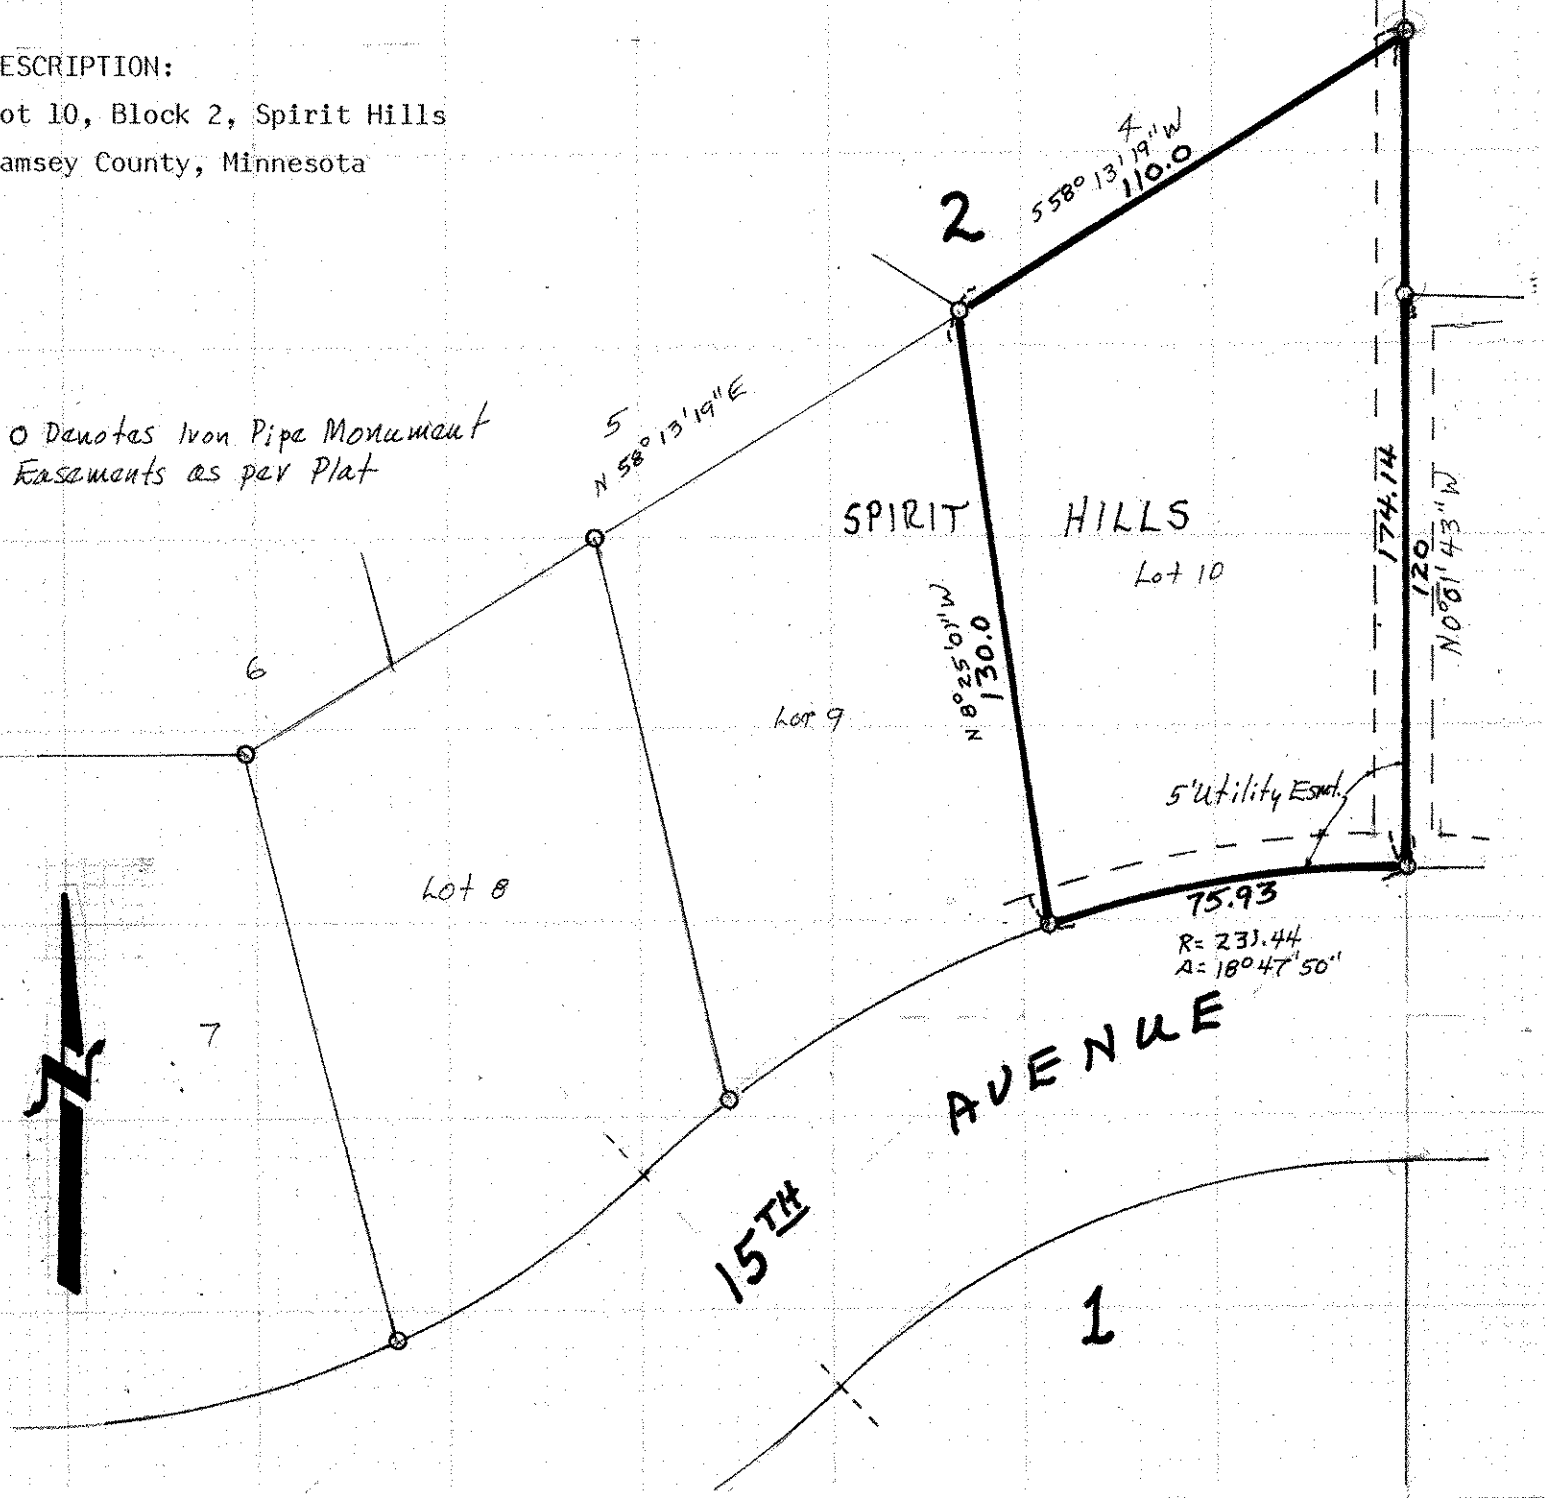 ESCRIPTION:
ot 10, Block 2, Spirit Hills
amsey County, Minnesota
O Denotes Iron Pipe Monument
Easements as per Plat
4
S 58° 13' 19" W
110.0
2
5
N 58° 13' 19" E
SPIRIT HILLS
Lot 10
174.14
120
N0°01'43"W
N 8° 25' 01" W
130.0
6
Lot 9
5' Utility Esmt.
Lot 8
75.93
R= 231.44
Δ= 18°47'50"
7
N
15TH AVENUE
1